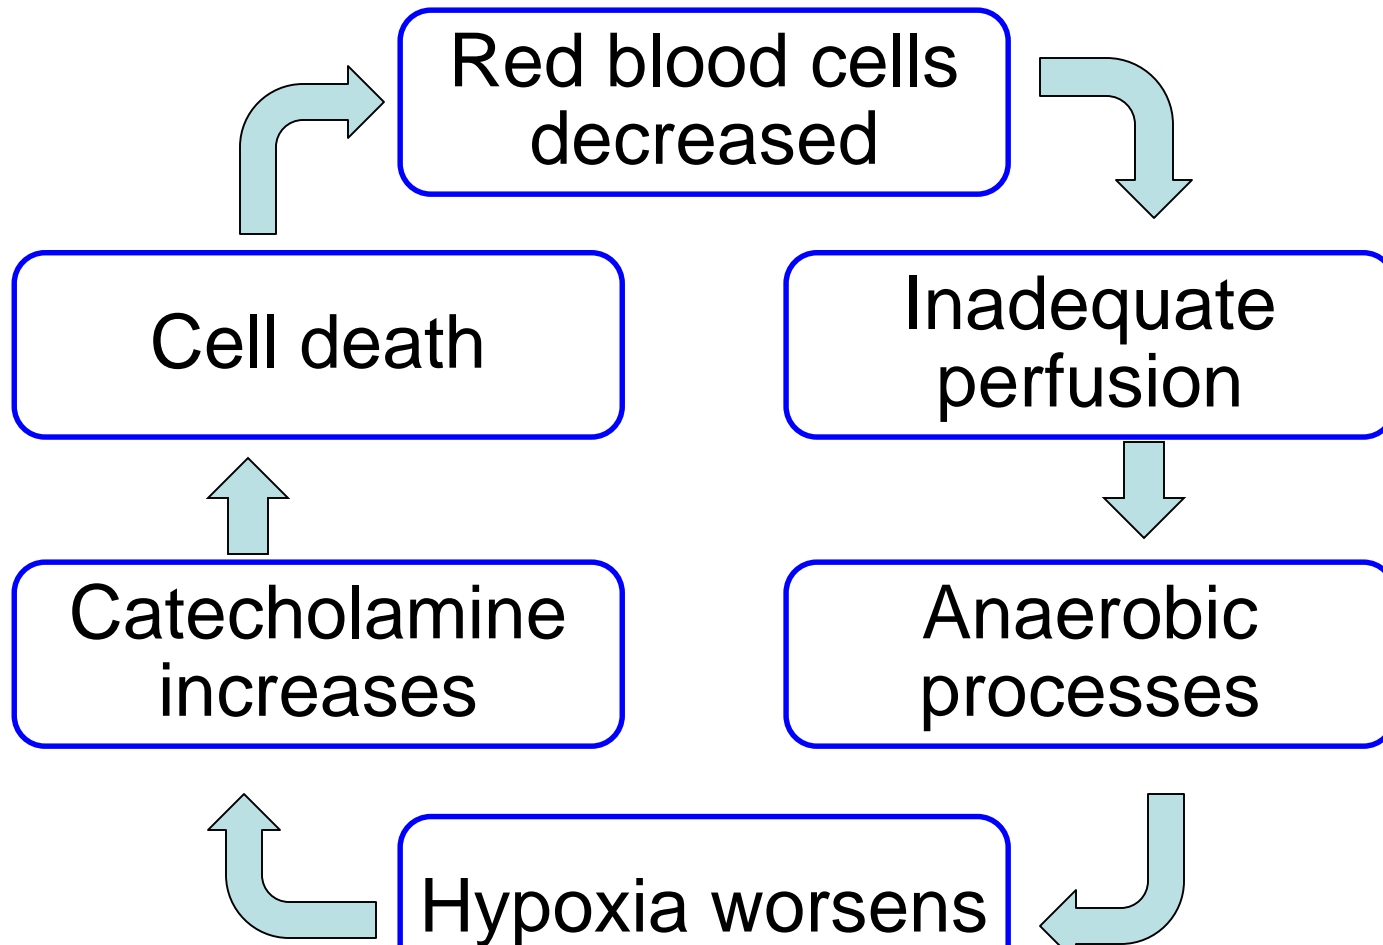 Red blood cells
decreased
Inadequate
perfusion
Anaerobic
processes
Hypoxia worsens
Catecholamine
increases
Cell death